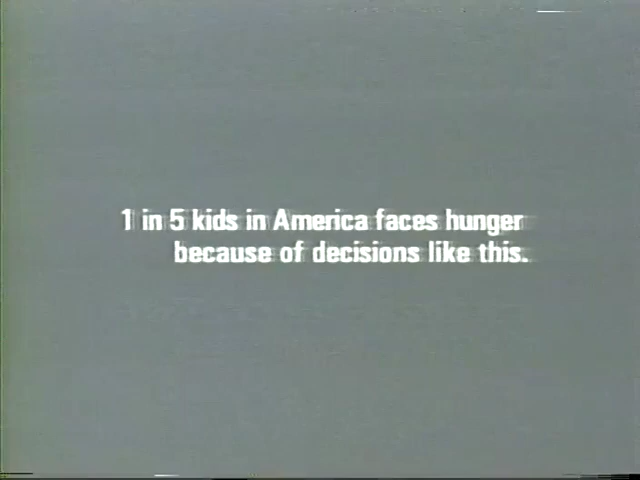 1 in 5 kids in America faces hunger
because of decisions like this.